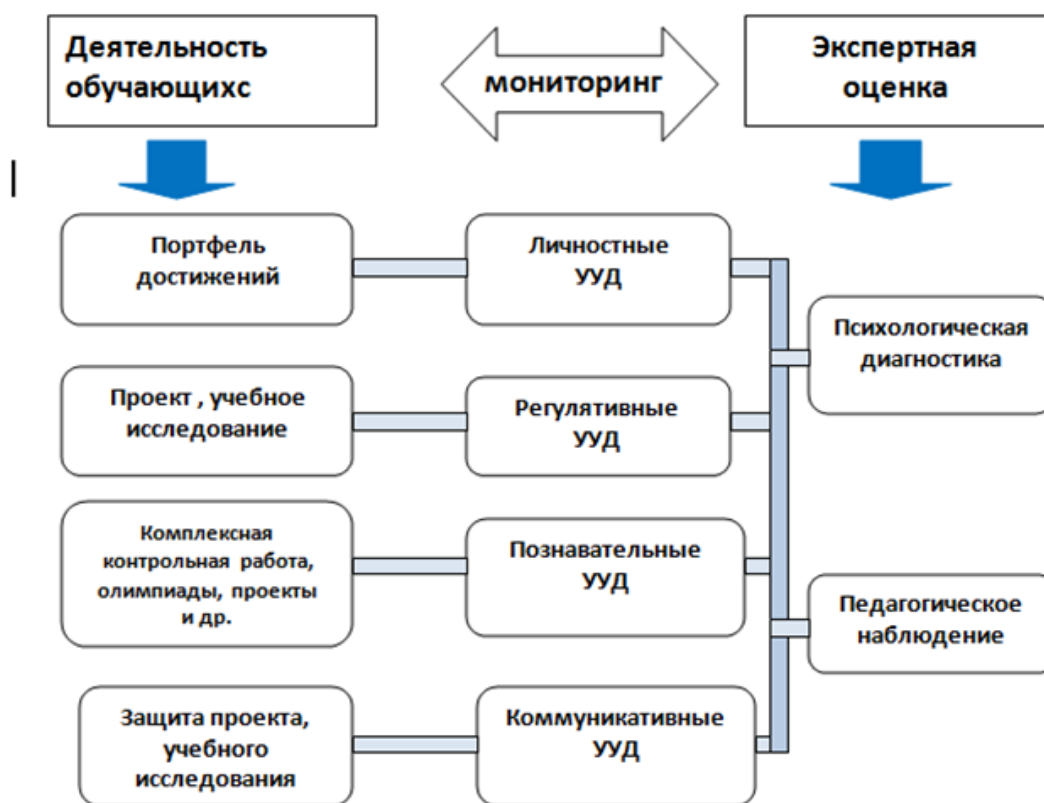 Деятельность
обучающихс
мониторинг
Экспертная
оценка
Портфель
достижений
Личностные
УУД
Психологическая
диагностика
Проект , учебное
исследование
Регулятивные
УУД
Комплексная
контрольная работа,
олимпиады, проекты
и др.
Познавательные
УУД
Педагогическое
наблюдение
Защита проекта,
учебного
исследования
Коммуникативные
УУД